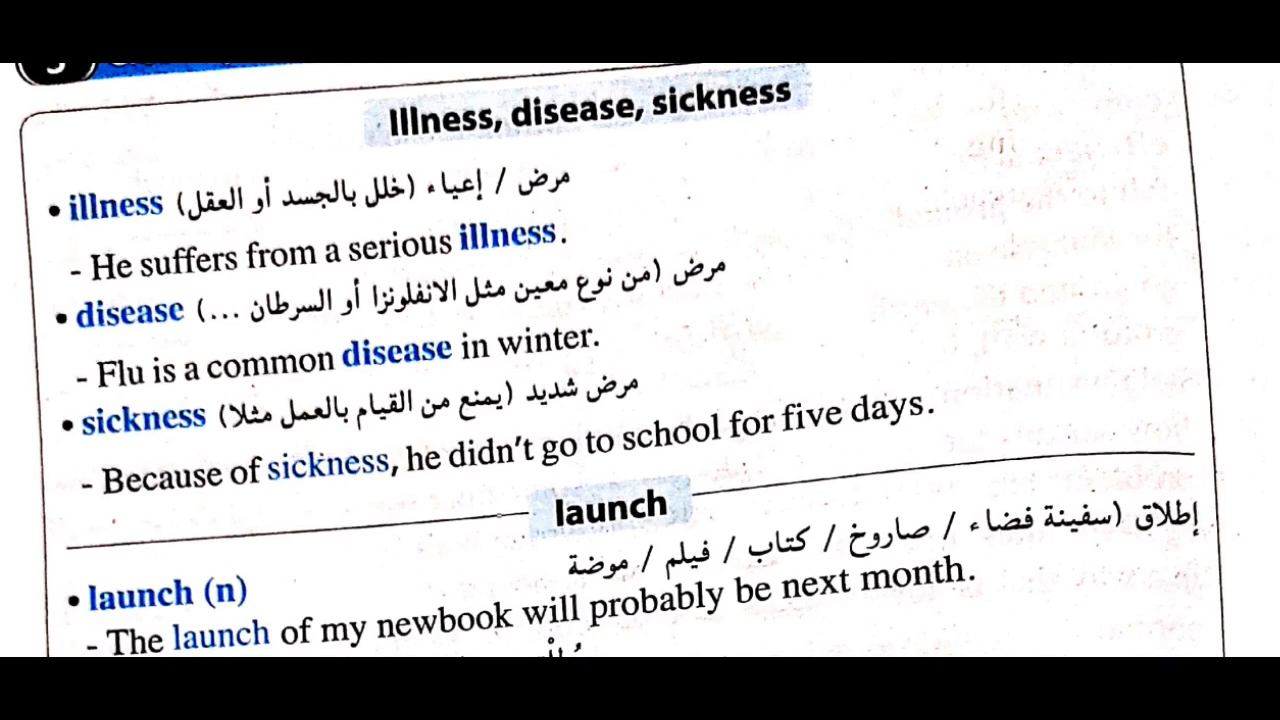 Illness, disease, sickness
• illness مرض / إعياء (خلل بالجسد أو العقل)
- He suffers from a serious illness.
• disease مرض (من نوع معين مثل الانفلونزا أو السرطان ...)
- Flu is a common disease in winter.
• sickness مرض شديد (يمنع من القيام بالعمل مثلا)
- Because of sickness, he didn't go to school for five days.
launch
• launch (n) إطلاق (سفينة فضاء / صاروخ / كتاب / فيلم / موضة
- The launch of my newbook will probably be next month.